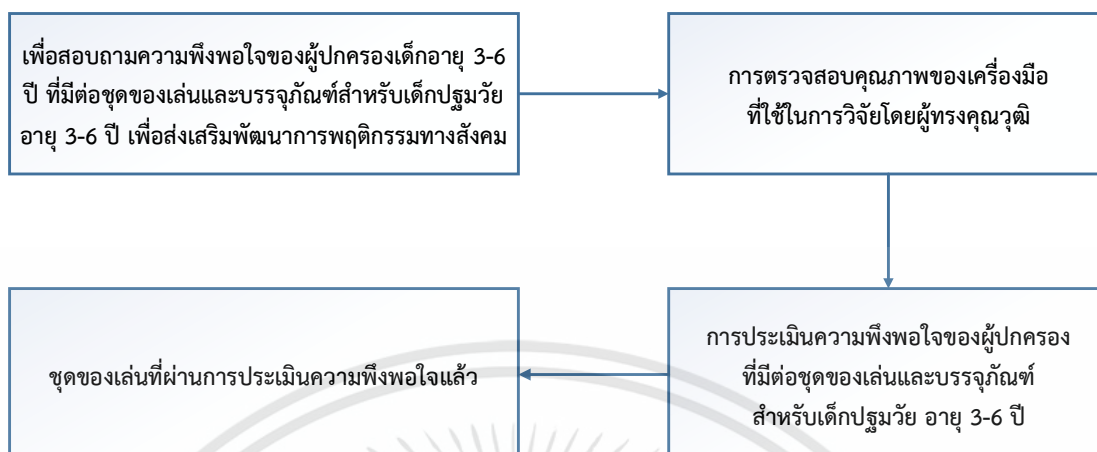 เพื่อสอบถามความพึงพอใจของผู้ปกครองเด็กอายุ 3-6
ปี ที่มีต่อชุดของเล่นและบรรจุภัณฑ์สำหรับเด็กปฐมวัย
อายุ 3-6 ปี เพื่อส่งเสริมพัฒนาการพฤติกรรมทางสังคม
การตรวจสอบคุณภาพของเครื่องมือ
ที่ใช้ในการวิจัยโดยผู้ทรงคุณวุฒิ
การประเมินความพึงพอใจของผู้ปกครอง
ที่มีต่อชุดของเล่นและบรรจุภัณฑ์
สำหรับเด็กปฐมวัย อายุ 3-6 ปี
ชุดของเล่นที่ผ่านการประเมินความพึงพอใจแล้ว